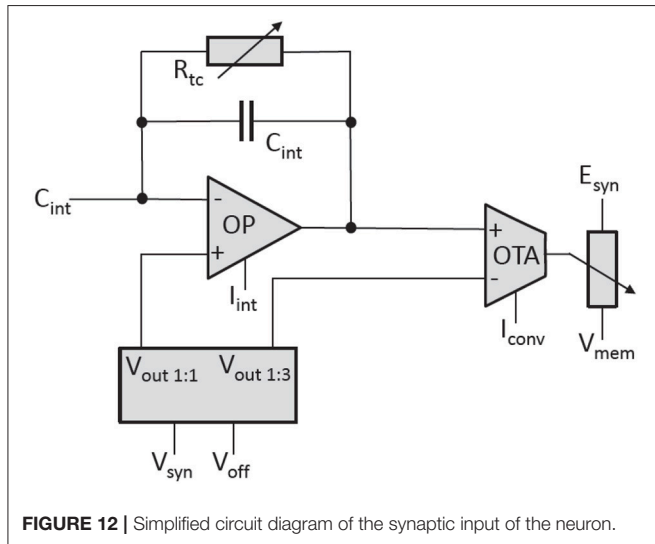 R_tc
C_int
C_int
E_syn
-
OP
+
+
OTA
-
I_int
I_conv
V_mem
V_out 1:1 V_out 1:3
V_syn V_off
FIGURE 12 | Simplified circuit diagram of the synaptic input of the neuron.